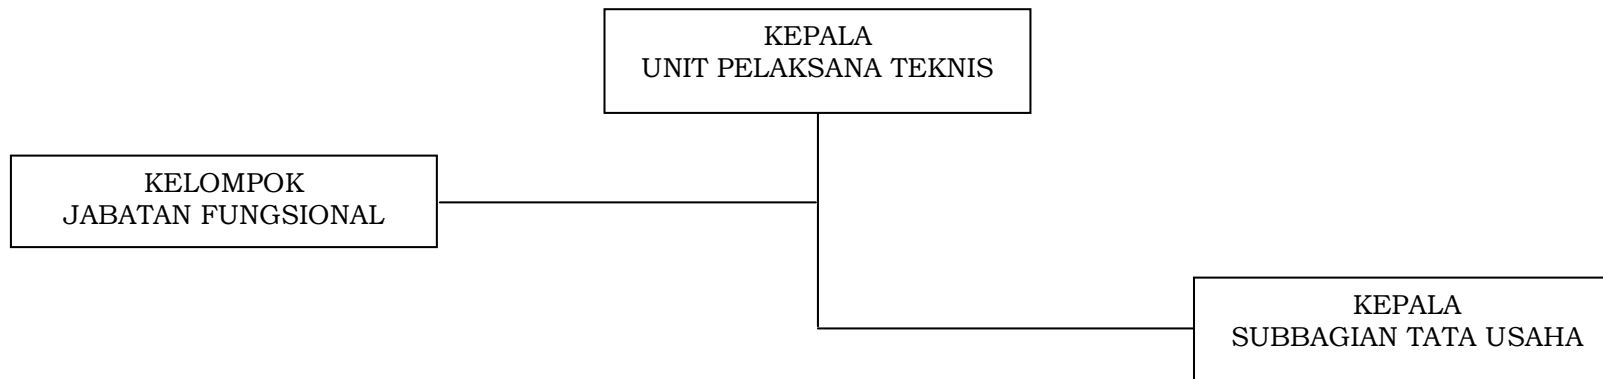 KEPALA
UNIT PELAKSANA TEKNIS
KELOMPOK
JABATAN FUNGSIONAL
KEPALA
SUBBAGIAN TATA USAHA